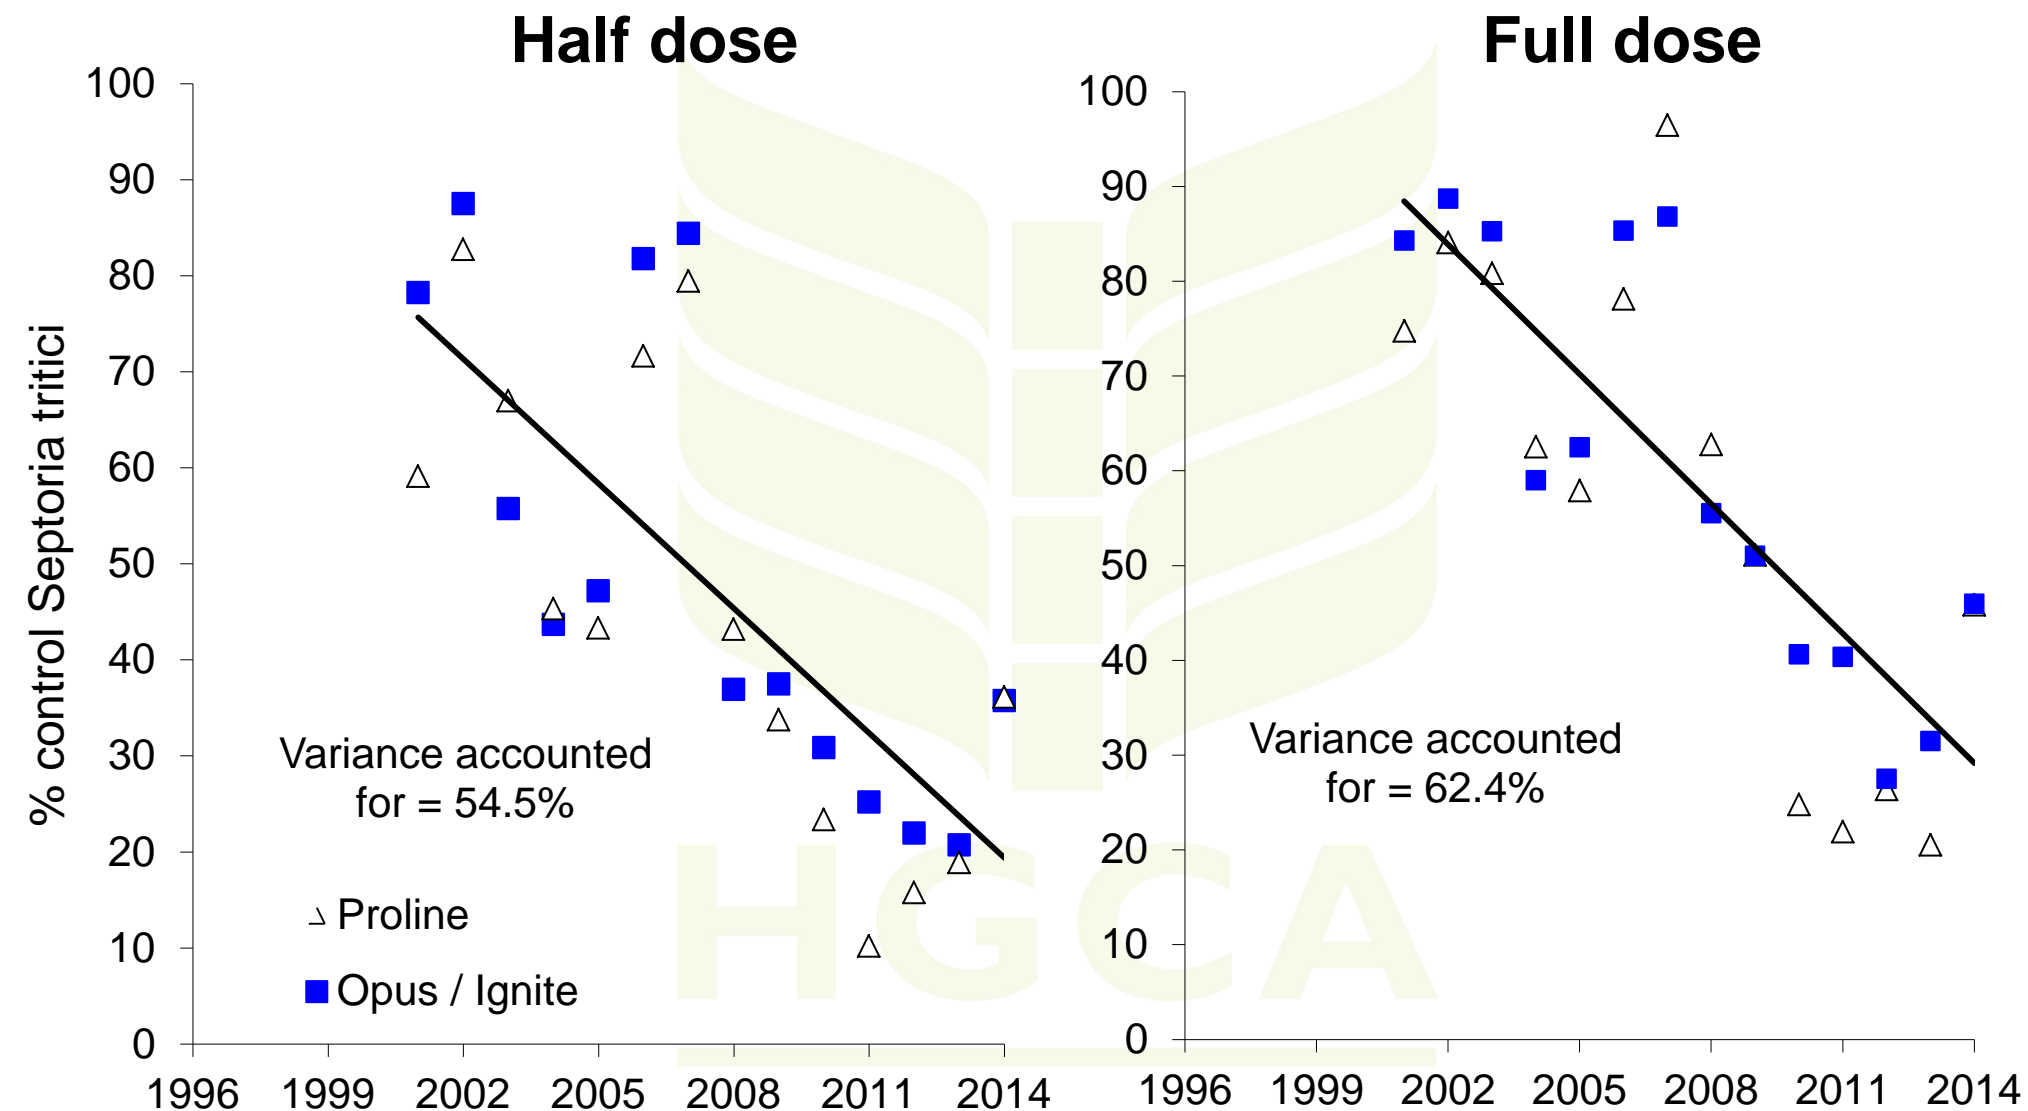 Half dose
Full dose
% control Septoria tritici
100
90
80
70
60
50
40
30
20
10
0
1996 1999 2002 2005 2008 2011 2014
Variance accounted
for = 54.5%
Proline
Opus / Ignite
100
90
80
70
60
50
40
30
20
10
0
1996 1999 2002 2005 2008 2011 2014
Variance accounted
for = 62.4%
HGCA